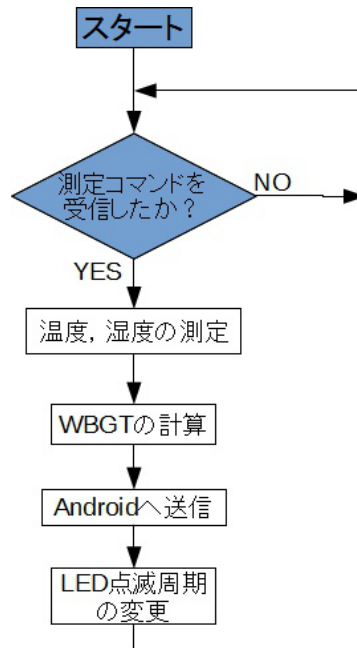 スタート
測定コマンドを
受信したか？
NO
YES
温度，湿度の測定
WBGTの計算
Androidへ送信
LED点滅周期
の変更